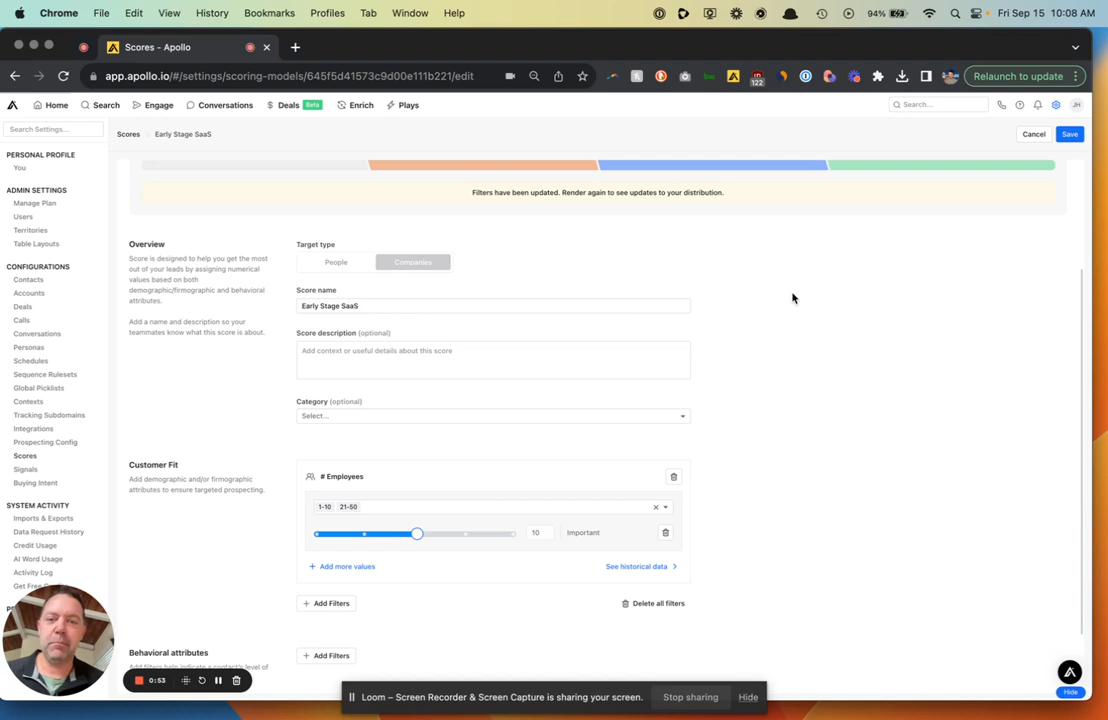 Chrome File Edit View History Bookmarks Profiles Tab Window Help 94% Fri Sep 15 10:08 AM
Scores - Apollo
app.apollo.io/#/settings/scoring-models/645f5d41573c9d00e111b221/edit 122 Relaunch to update
Home Search Engage Conversations Deals Beta Enrich Plays Search... JH
Search Settings...
Scores Early Stage SaaS Cancel Save
PERSONAL PROFILE
You
ADMIN SETTINGS
Manage Plan
Users
Territories
Table Layouts
CONFIGURATIONS
Contacts
Accounts
Deals
Calls
Conversations
Personas
Schedules
Sequence Rulesets
Global Picklists
Contexts
Tracking Subdomains
Integrations
Prospecting Config
Scores
Signals
Buying Intent
SYSTEM ACTIVITY
Imports & Exports
Data Request History
Credit Usage
AI Word Usage
Activity Log
Get Free
Filters have been updated. Render again to see updates to your distribution.
Overview
Score is designed to help you get the most
out of your leads by assigning numerical
values based on both
demographic/firmographic and behavioral
attributes.
Add a name and description so your
teammates know what this score is about.
Target type
People Companies
Score name
Early Stage SaaS
Score description (optional)
Add context or useful details about this score
Category (optional)
Select...
Customer Fit
Add demographic and/or firmographic
attributes to ensure targeted prospecting.
# Employees
1-10 21-50
10 Important
+ Add more values See historical data
+ Add Filters Delete all filters
Behavioral attributes
Add filters help indicate a contact's level of
+ Add Filters
0:53
Loom – Screen Recorder & Screen Capture is sharing your screen. Stop sharing Hide
Hide